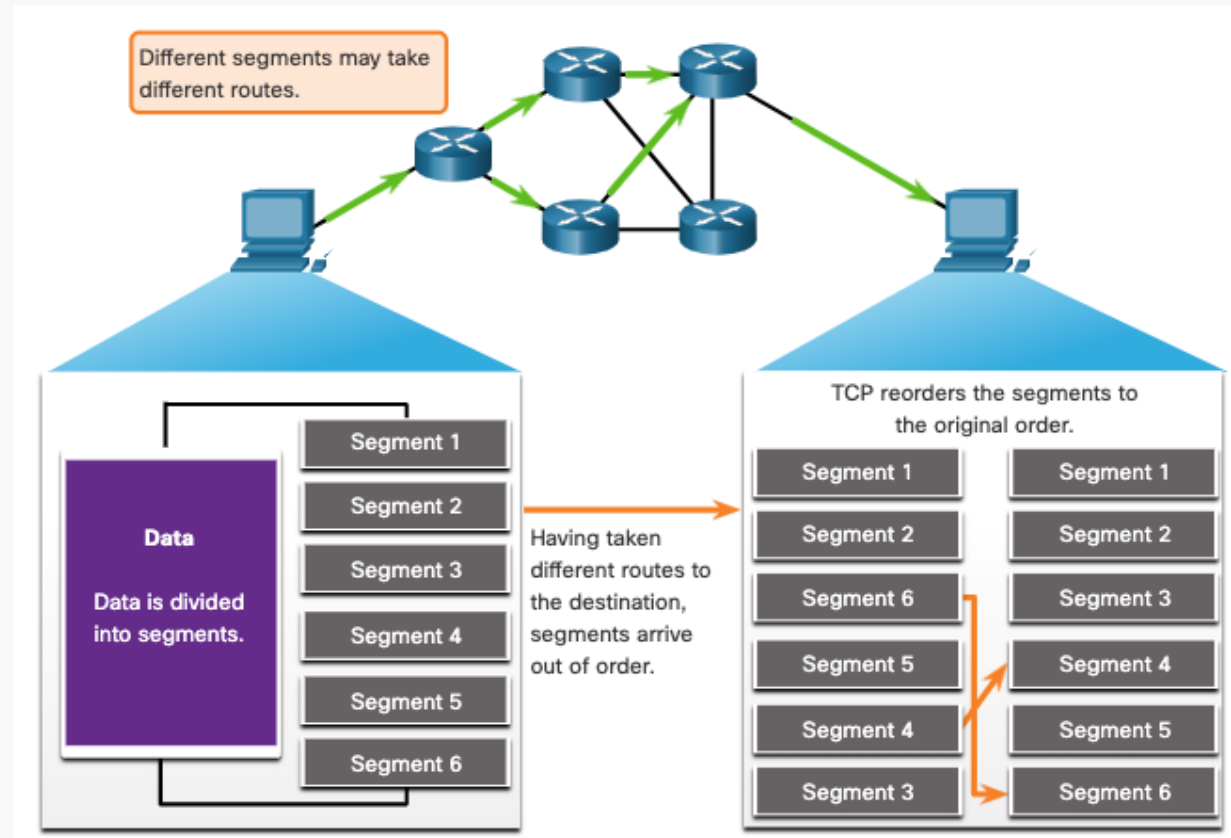 Different segments may take
different routes.
Data
Data is divided
into segments.
Segment 1
Segment 2
Segment 3
Segment 4
Segment 5
Segment 6
Having taken
different routes to
the destination,
segments arrive
out of order.
TCP reorders the segments to
the original order.
Segment 1
Segment 2
Segment 6
Segment 5
Segment 4
Segment 3
Segment 1
Segment 2
Segment 3
Segment 4
Segment 5
Segment 6